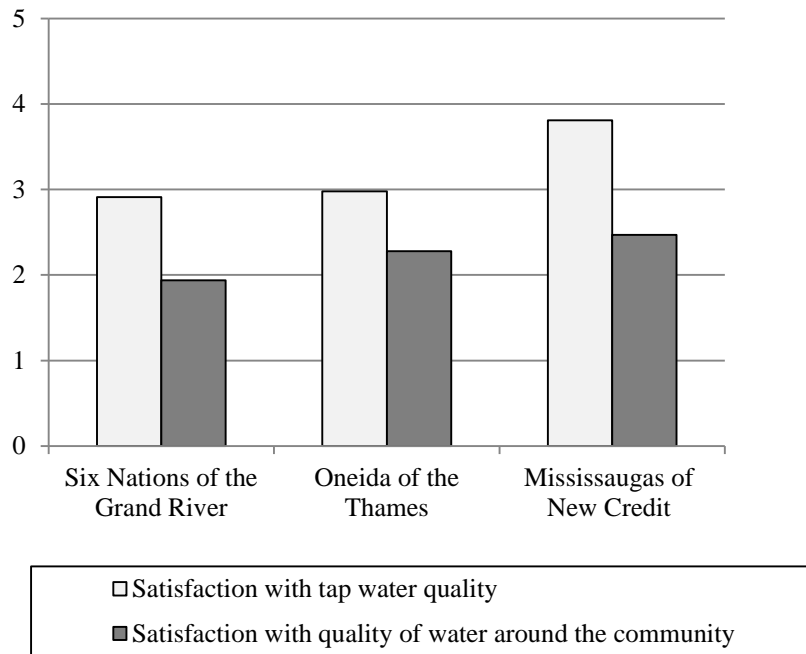 5
4
3
2
1
0
Six Nations of the
Grand River
Oneida of the
Thames
Mississaugas of
New Credit
Satisfaction with tap water quality
Satisfaction with quality of water around the community